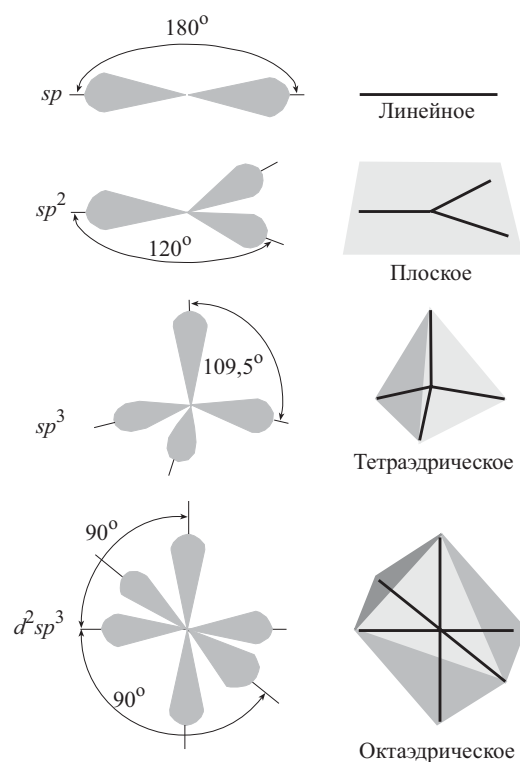 180°
sp
Линейное
sp²
120°
Плоское
109,5°
sp³
Тетраэдрическое
90°
d²sp³
90°
Октаэдрическое